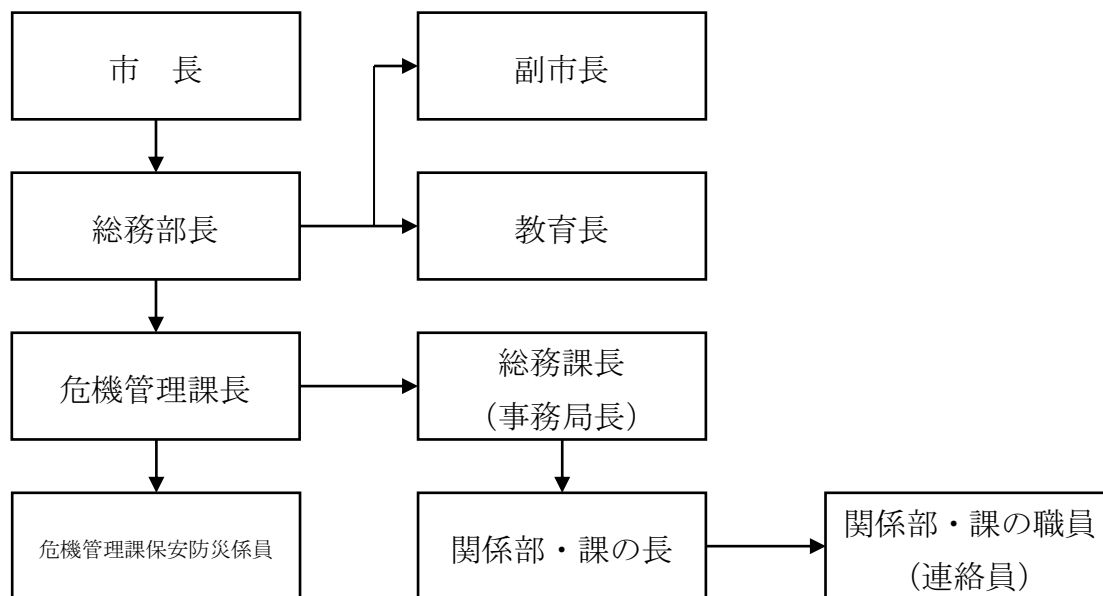 市　長
副市長
総務部長
教育長
危機管理課長
総務課長
（事務局長）
危機管理課保安防災係員
関係部・課の長
関係部・課の職員
（連絡員）